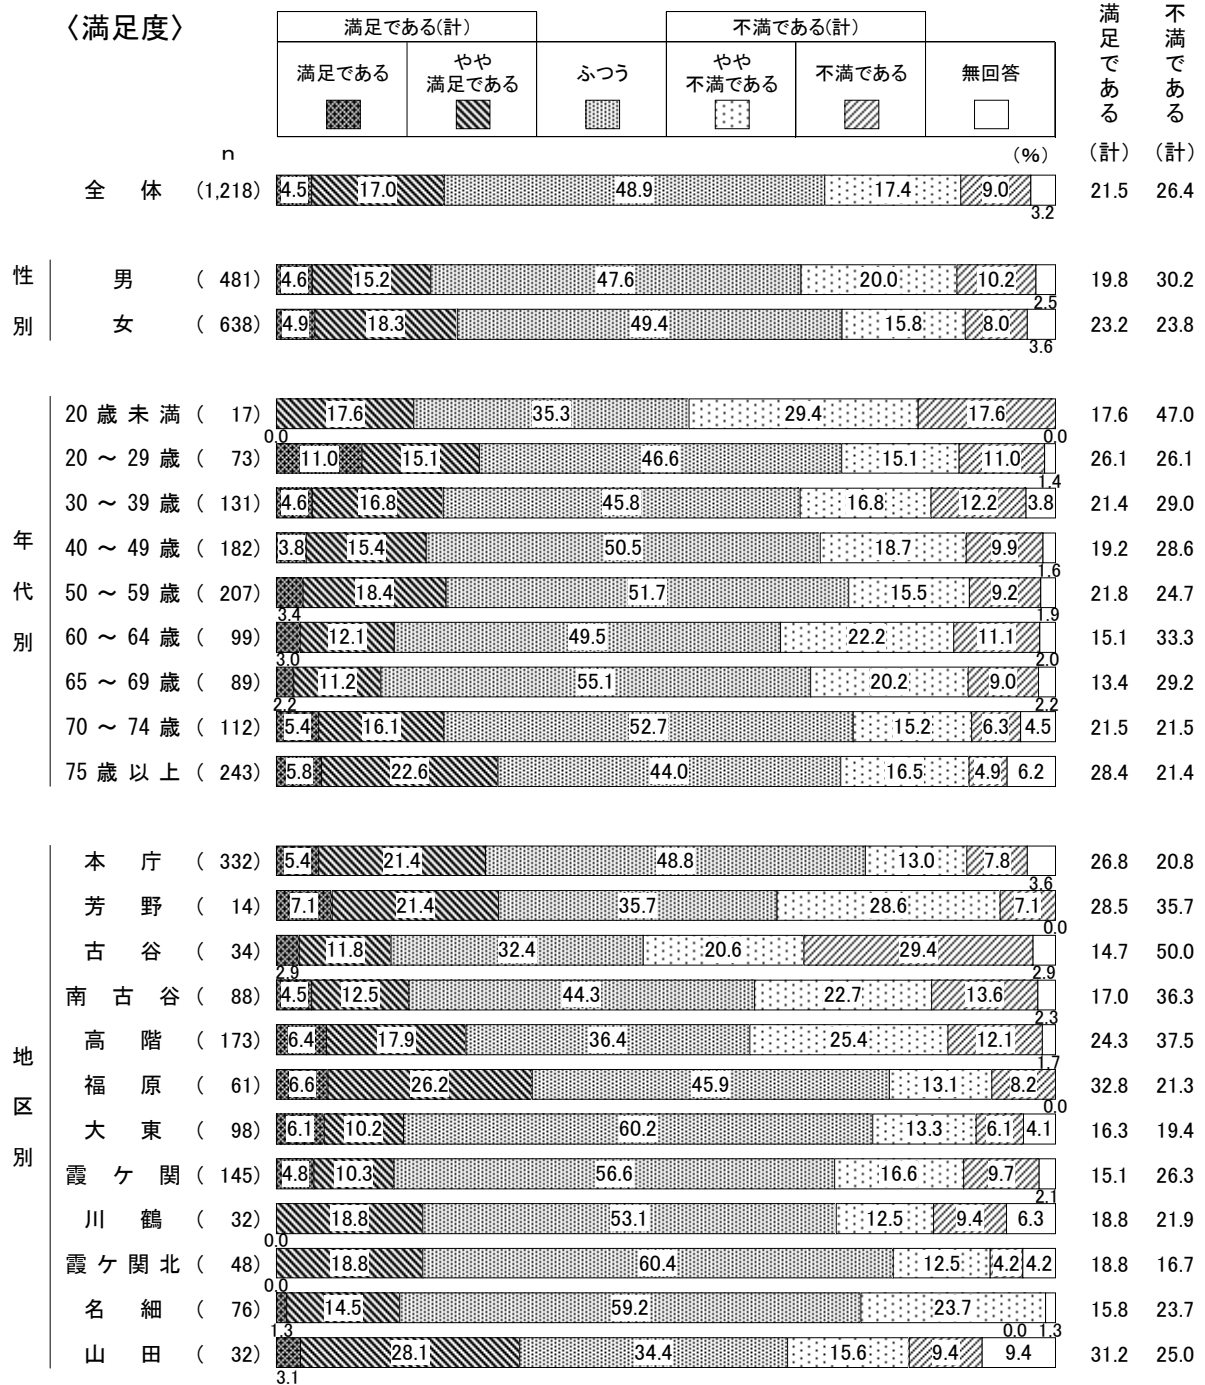 〈満足度〉
満足である(計) 不満である(計)
満足である やや満足である ふつう やや不満である 不満である 無回答
満足である(計) 不満である(計)
n (%)
全体 (1,218) 4.5 17.0 48.9 17.4 9.0 3.2 21.5 26.4
性別
男 ( 481) 4.6 15.2 47.6 20.0 10.2 2.5 19.8 30.2
女 ( 638) 4.9 18.3 49.4 15.8 8.0 3.6 23.2 23.8
年代別
20歳未満 ( 17) 0.0 17.6 35.3 29.4 17.6 0.0 17.6 47.0
20～29歳 ( 73) 11.0 15.1 46.6 15.1 11.0 1.4 26.1 26.1
30～39歳 ( 131) 4.6 16.8 45.8 16.8 12.2 3.8 21.4 29.0
40～49歳 ( 182) 3.8 15.4 50.5 18.7 9.9 1.6 19.2 28.6
50～59歳 ( 207) 3.4 18.4 51.7 15.5 9.2 1.9 21.8 24.7
60～64歳 ( 99) 3.0 12.1 49.5 22.2 11.1 2.0 15.1 33.3
65～69歳 ( 89) 2.2 11.2 55.1 20.2 9.0 2.2 13.4 29.2
70～74歳 ( 112) 5.4 16.1 52.7 15.2 6.3 4.5 21.5 21.5
75歳以上 ( 243) 5.8 22.6 44.0 16.5 4.9 6.2 28.4 21.4
地区別
本庁 ( 332) 5.4 21.4 48.8 13.0 7.8 3.6 26.8 20.8
芳野 ( 14) 7.1 21.4 35.7 28.6 7.1 0.0 28.5 35.7
古谷 ( 34) 2.9 11.8 32.4 20.6 29.4 2.9 14.7 50.0
南古谷 ( 88) 4.5 12.5 44.3 22.7 13.6 2.3 17.0 36.3
高階 ( 173) 6.4 17.9 36.4 25.4 12.1 1.7 24.3 37.5
福原 ( 61) 6.6 26.2 45.9 13.1 8.2 0.0 32.8 21.3
大東 ( 98) 6.1 10.2 60.2 13.3 6.1 4.1 16.3 19.4
霞ケ関 ( 145) 4.8 10.3 56.6 16.6 9.7 2.1 15.1 26.3
川鶴 ( 32) 0.0 18.8 53.1 12.5 9.4 6.3 18.8 21.9
霞ケ関北 ( 48) 0.0 18.8 60.4 12.5 4.2 4.2 18.8 16.7
名細 ( 76) 1.3 14.5 59.2 23.7 0.0 1.3 15.8 23.7
山田 ( 32) 3.1 28.1 34.4 15.6 9.4 9.4 31.2 25.0